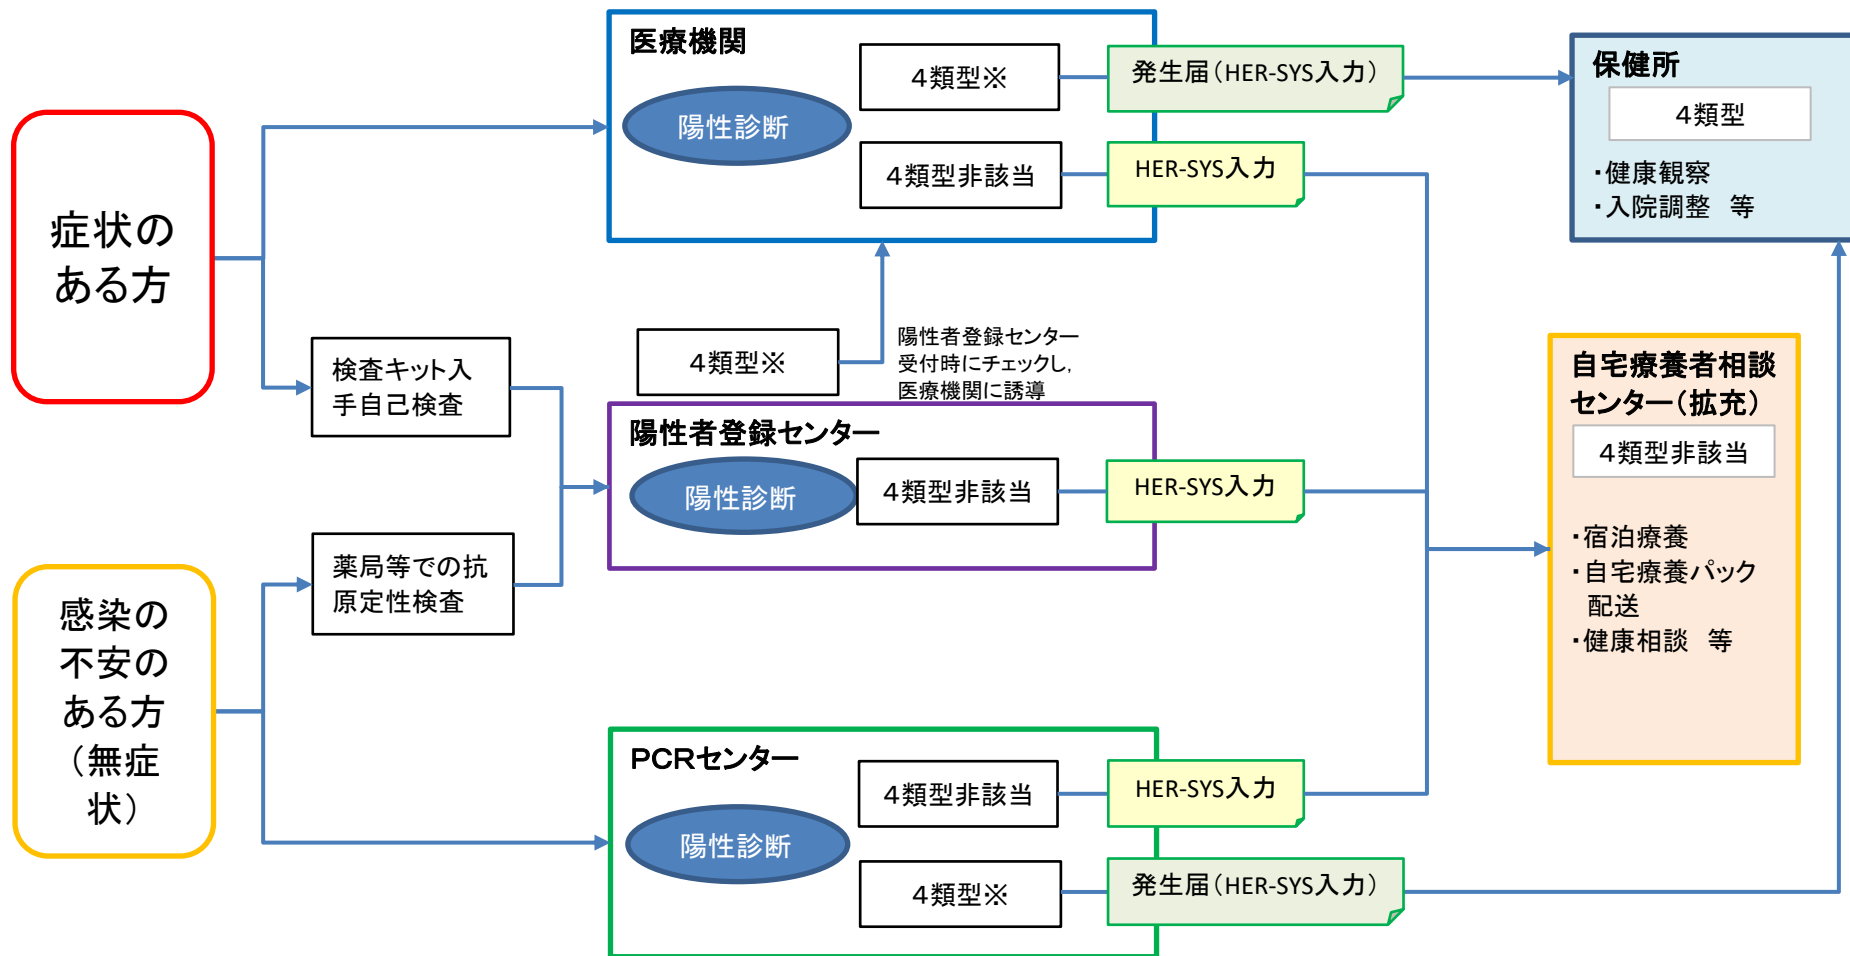 症状の
ある方
感染の
不安の
ある方
（無症
状）
検査キット入
手自己検査
薬局等での抗
原定性検査
医療機関
陽性診断
４類型※
発生届（HER-SYS入力）
４類型非該当
HER-SYS入力
４類型※
陽性者登録センター
受付時にチェックし,
医療機関に誘導
陽性者登録センター
陽性診断
４類型非該当
HER-SYS入力
ＰＣＲセンター
陽性診断
４類型非該当
HER-SYS入力
４類型※
発生届（HER-SYS入力）
保健所
４類型
・健康観察
・入院調整　等
自宅療養者相談
センター（拡充）
４類型非該当
・宿泊療養
・自宅療養パック
配送
・健康相談　等